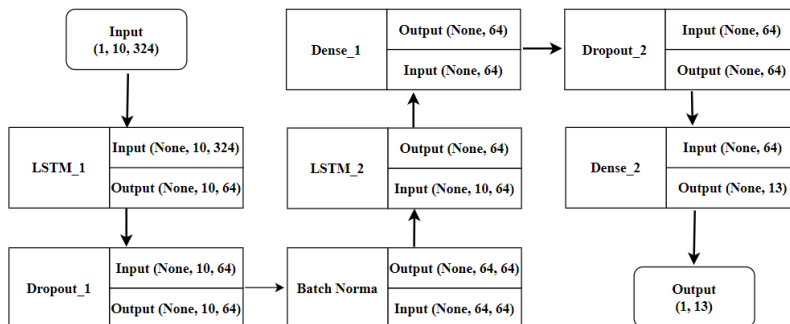 Input
(1, 10, 324)
LSTM_1
Input (None, 10, 324)
Output (None, 10, 64)
Dropout_1
Input (None, 10, 64)
Output (None, 10, 64)
Batch Norma
Output (None, 64, 64)
Input (None, 64, 64)
LSTM_2
Output (None, 64)
Input (None, 10, 64)
Dense_1
Output (None, 64)
Input (None, 64)
Dropout_2
Input (None, 64)
Output (None, 64)
Dense_2
Input (None, 64)
Output (None, 13)
Output
(1, 13)